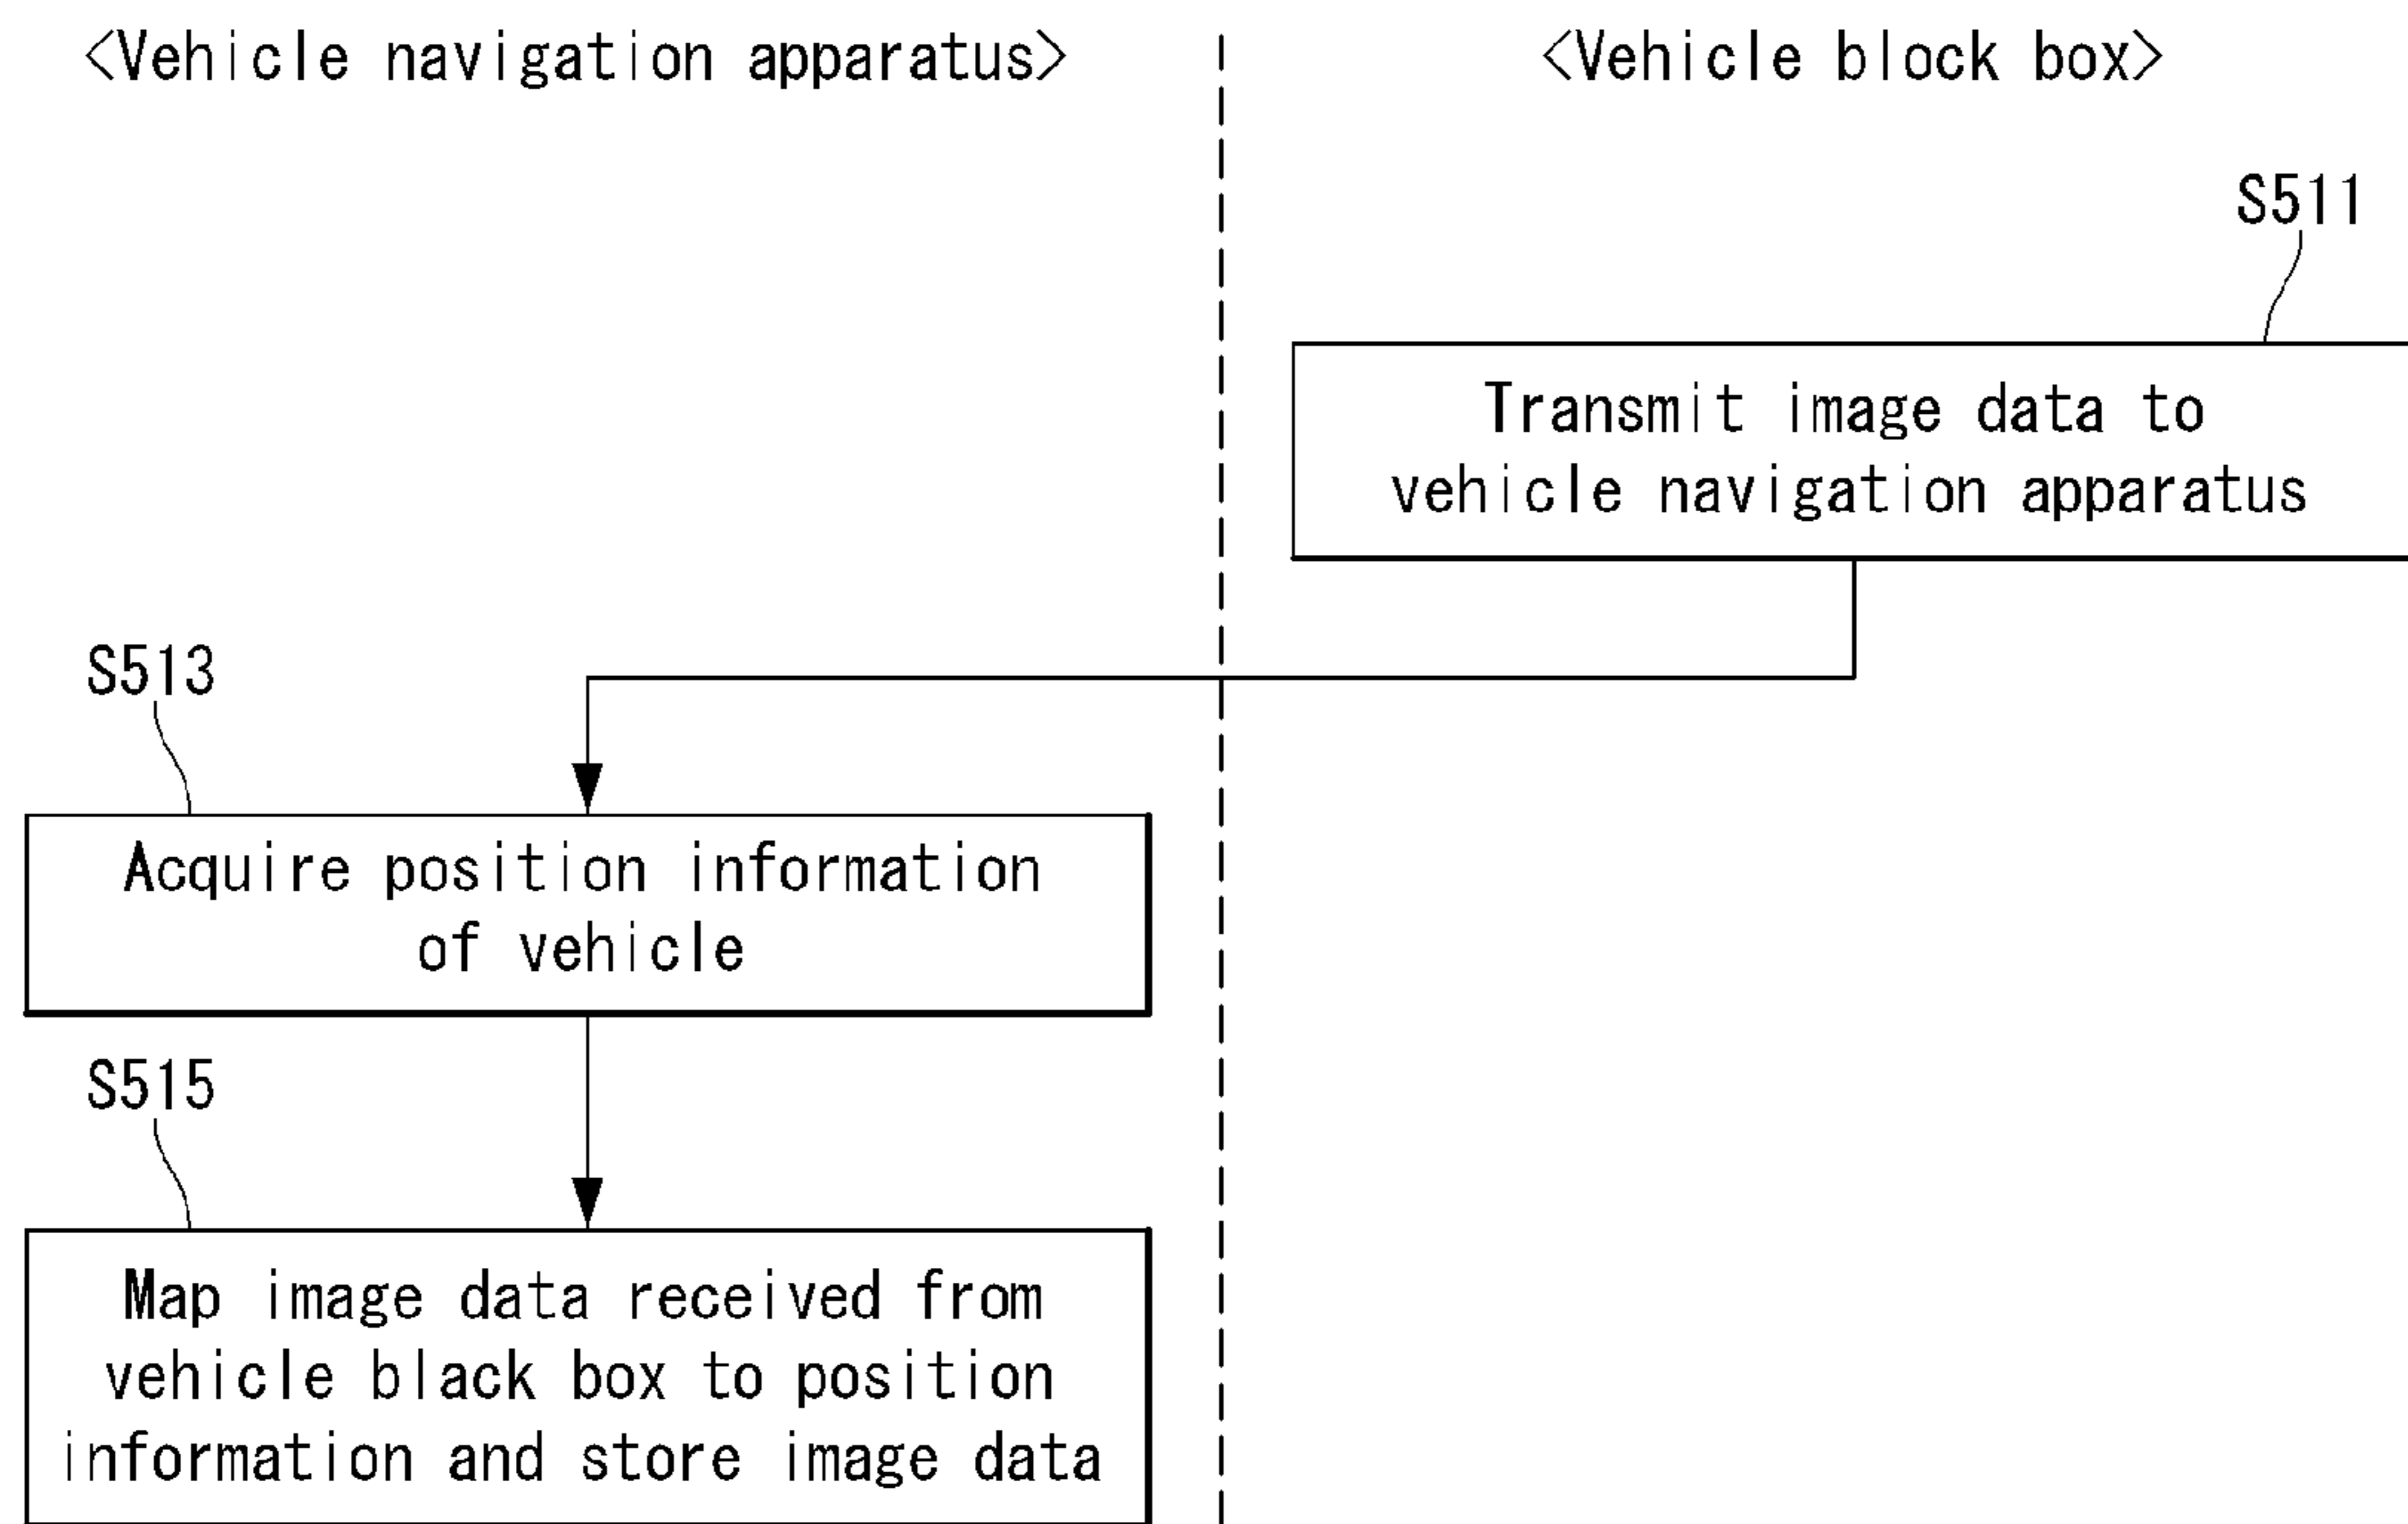 <Vehicle navigation apparatus>
<Vehicle block box>
S511
Transmit image data to
vehicle navigation apparatus
S513
Acquire position information
of vehicle
S515
Map image data received from
vehicle black box to position
information and store image data